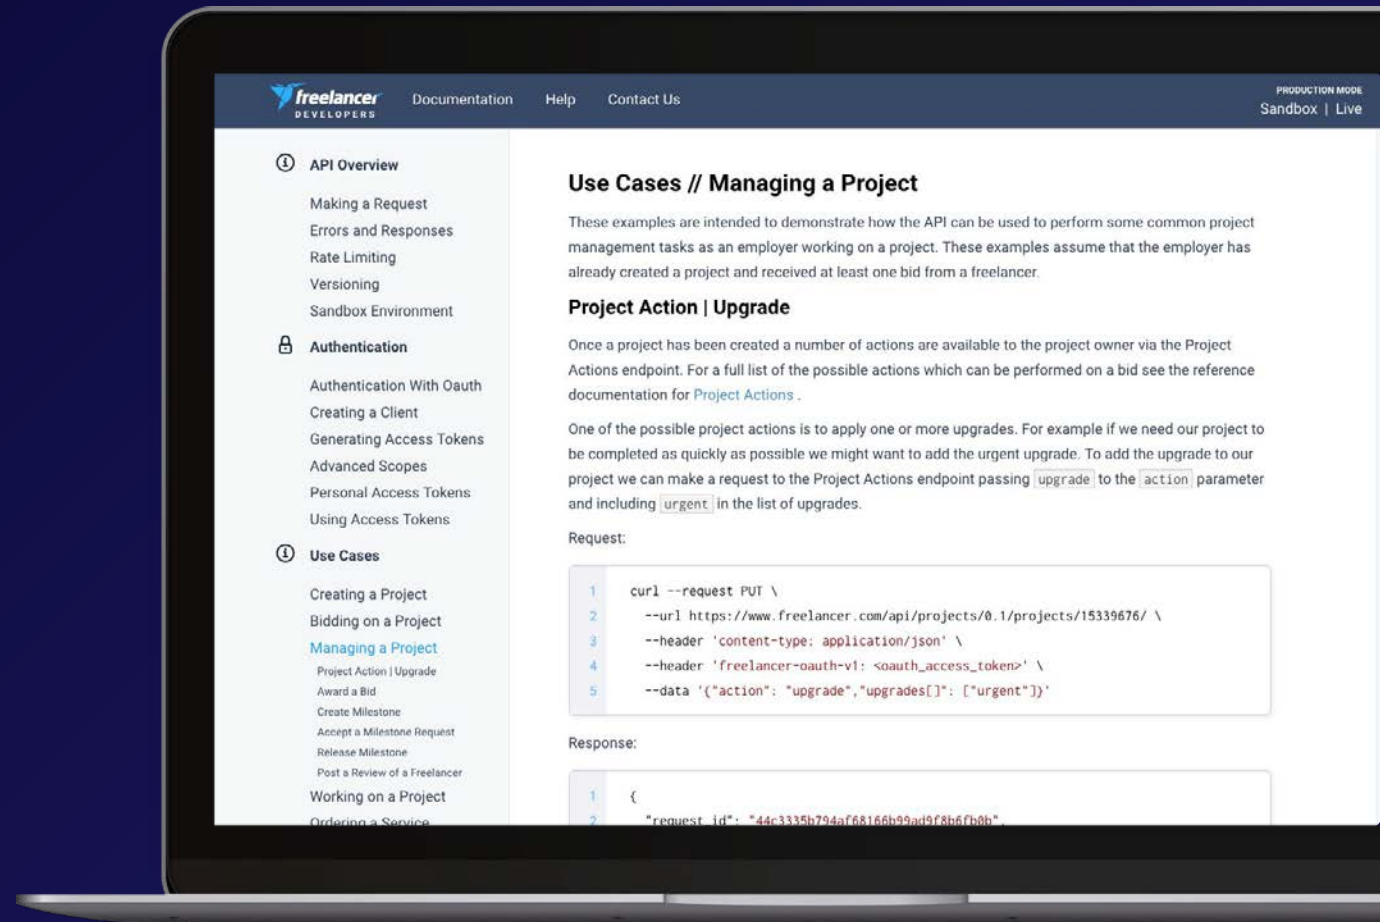 freelancer
DEVELOPERS
Documentation
Help
Contact Us
PRODUCTION MODE
Sandbox | Live
API Overview
Making a Request
Errors and Responses
Rate Limiting
Versioning
Sandbox Environment
Authentication
Authentication With Oauth
Creating a Client
Generating Access Tokens
Advanced Scopes
Personal Access Tokens
Using Access Tokens
Use Cases
Creating a Project
Bidding on a Project
Managing a Project
Project Action | Upgrade
Award a Bid
Create Milestone
Accept a Milestone Request
Release Milestone
Post a Review of a Freelancer
Working on a Project
Ordering a Service
Use Cases // Managing a Project
These examples are intended to demonstrate how the API can be used to perform some common project
management tasks as an employer working on a project. These examples assume that the employer has
already created a project and received at least one bid from a freelancer.
Project Action | Upgrade
Once a project has been created a number of actions are available to the project owner via the Project
Actions endpoint. For a full list of the possible actions which can be performed on a bid see the reference
documentation for Project Actions .
One of the possible project actions is to apply one or more upgrades. For example if we need our project to
be completed as quickly as possible we might want to add the urgent upgrade. To add the upgrade to our
project we can make a request to the Project Actions endpoint passing upgrade to the action parameter
and including urgent in the list of upgrades.
Request:
1 curl --request PUT \
2 --url https://www.freelancer.com/api/projects/0.1/projects/15339676/ \
3 --header 'content-type: application/json' \
4 --header 'freelancer-oauth-v1: <oauth_access_token>' \
5 --data '{"action": "upgrade","upgrades[]": ["urgent"]}'
Response:
1 {
2 "request_id": "44c3335b794af68166b99ad9f8b6fb0b",